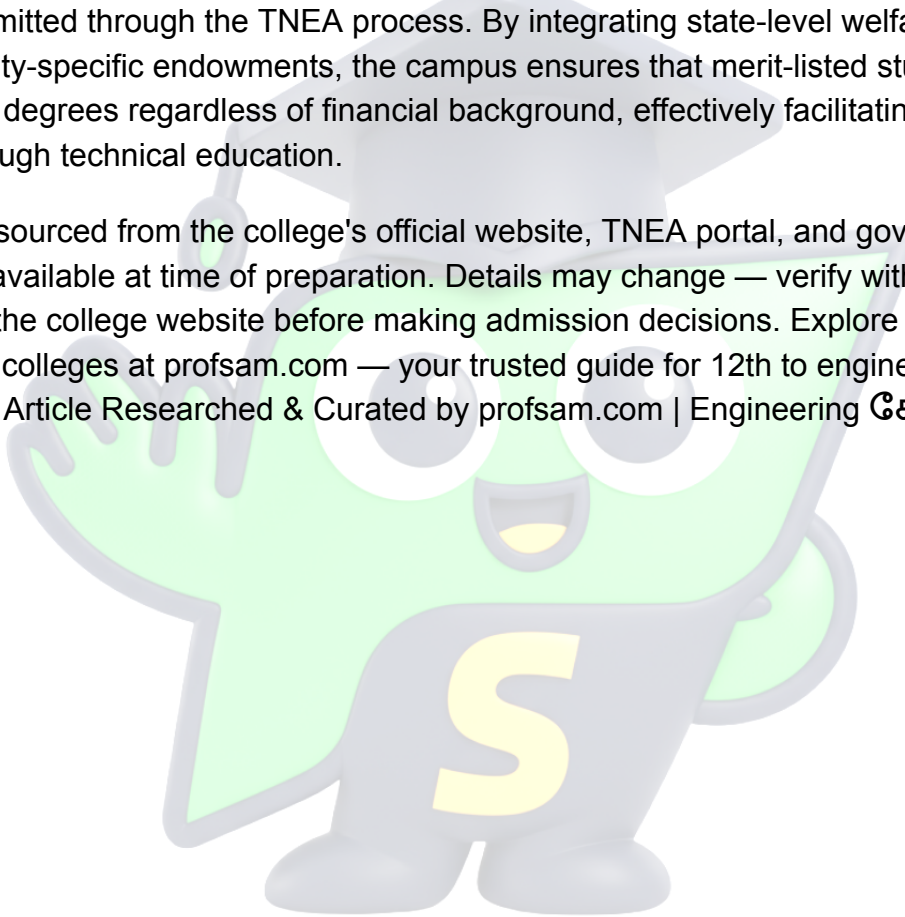 mitted through the TNEA process. By integrating state-level welfa
ty-specific endowments, the campus ensures that merit-listed stu
degrees regardless of financial background, effectively facilitatin
ugh technical education.
sourced from the college's official website, TNEA portal, and gov
available at time of preparation. Details may change — verify with
the college website before making admission decisions. Explore
colleges at profsam.com — your trusted guide for 12th to engine
Article Researched & Curated by profsam.com | Engineering
S